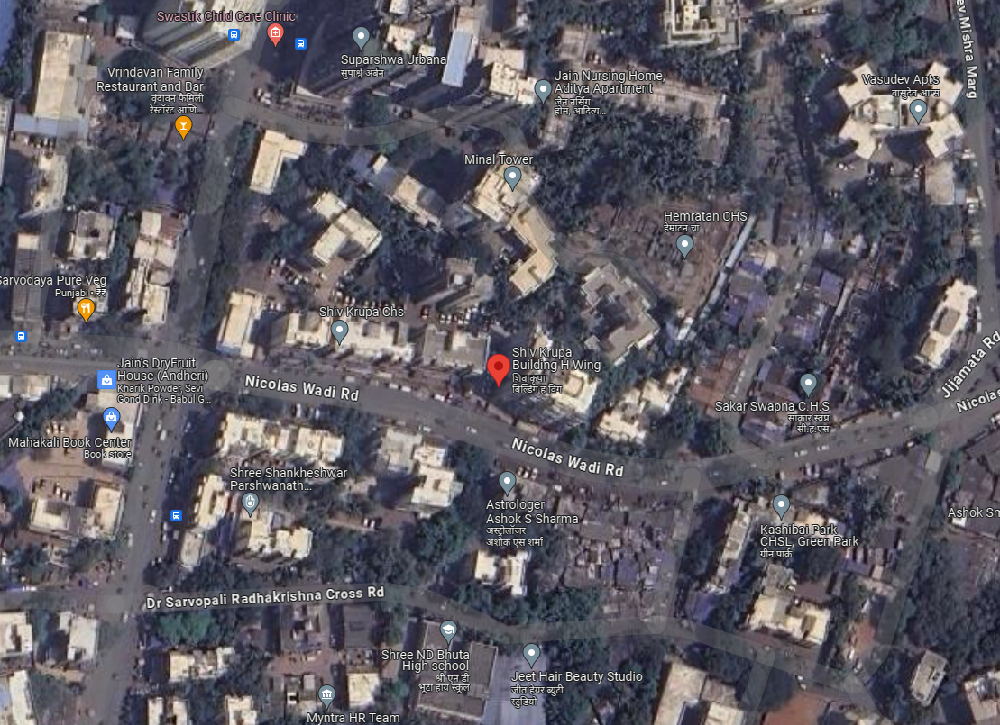 Swastik Child Care Clinic
Suparshwa Urbana
सुपार्श्व अर्बन
ev Mishra Marg
Vrindavan Family
Restaurant and Bar
वृंदावन फॅमिली
रेस्टॉरंट आणि...
Jain Nursing Home,
Aditya Apartment
जैन नर्सिंग
होम, आदित्य...
Vasudev Apts
वासुदेव आप्स
Minal Tower
Hemratan CHS
हेम्राटन चा
Sarvodaya Pure Veg
Punjabi • ₹₹
Shiv Krupa Chs
Shiv Krupa
Building H Wing
शिव कृपा
बिल्डिंग ह विंग
Jain's DryFruit
House (Andheri)
Kharik Powder, Sevi
Gond Dink - Babul G...
Nicolas Wadi Rd
Jijamata Rd
Nicolas
Sakar Swapna C.H.S
साकार स्वप्न
सी.ह.एस
Mahakali Book Center
Book store
Nicolas Wadi Rd
Shree Shankheshwar
Parshwanath...
Astrologer
Ashok S Sharma
अस्ट्रोलॉजर
अशोक एस शर्मा
Kashibai Park
CHSL, Green Park
ग्रीन पार्क
Ashok Sm
Dr Sarvopali Radhakrishna Cross Rd
Shree ND Bhuta
High school
श्री एन डी
भूटा हाय स्कूल
Jeet Hair Beauty Studio
जीत हेयर ब्युटी
स्टुडियो
Myntra HR Team